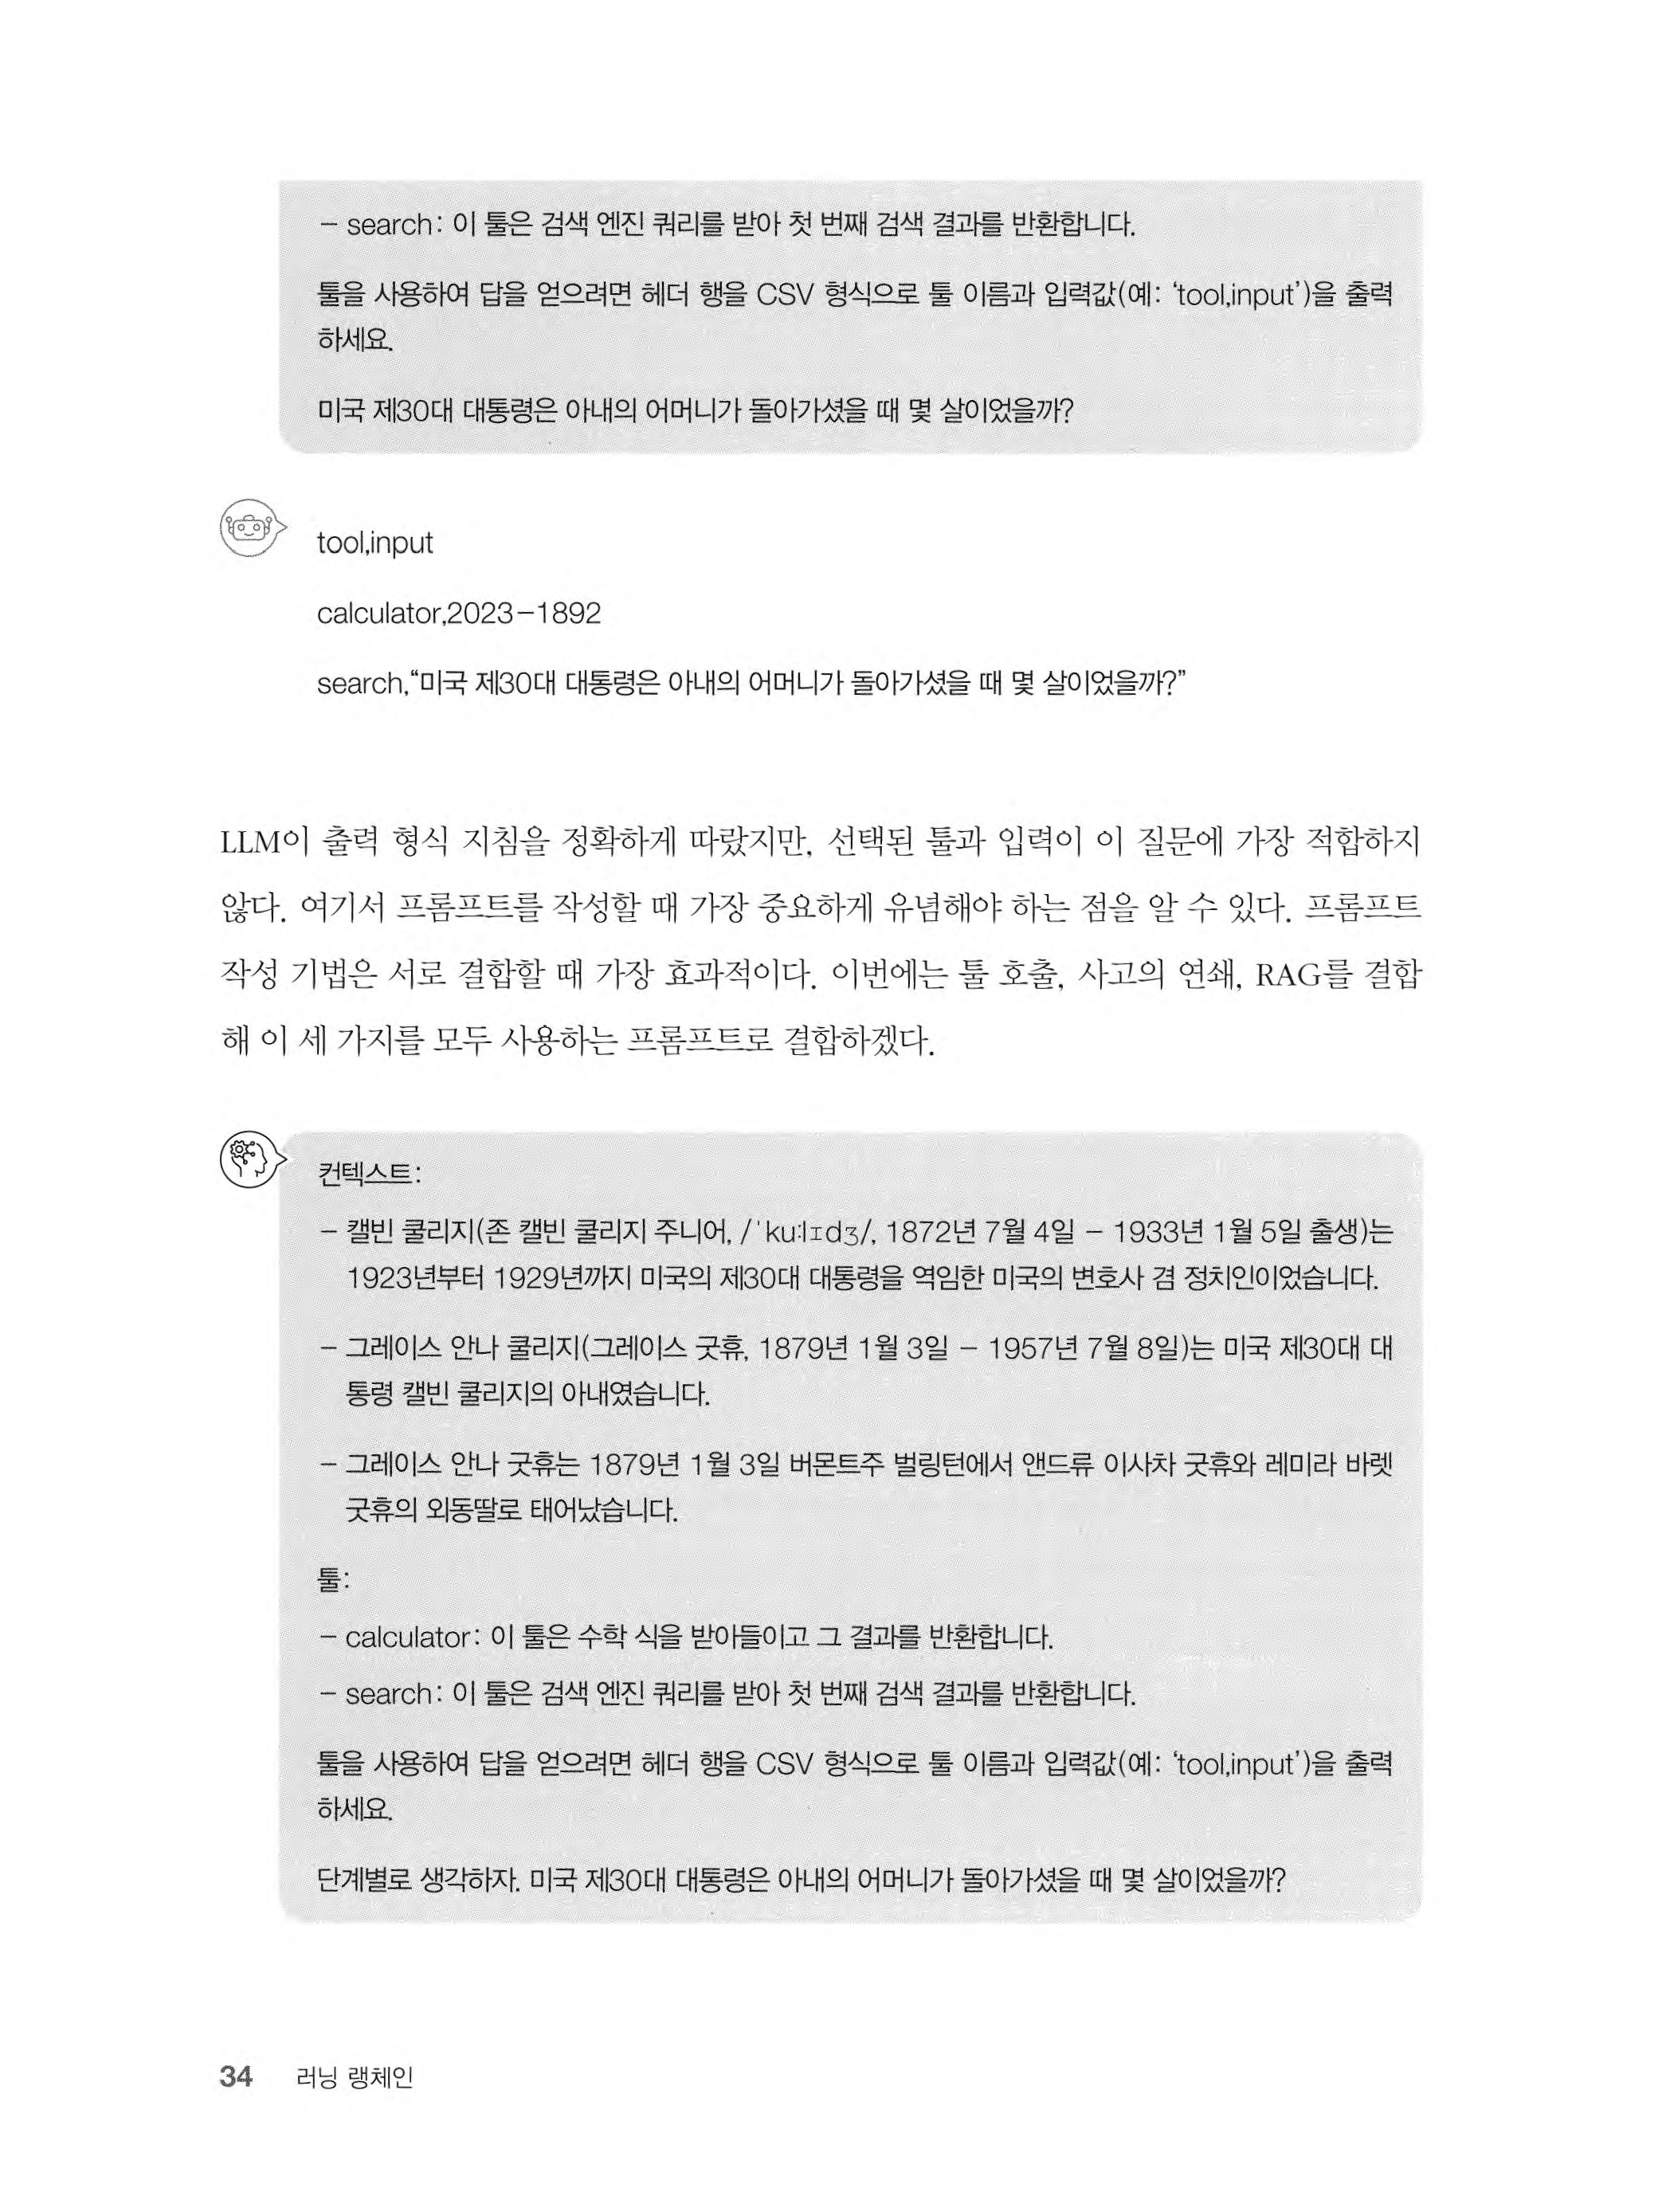 – search: 이 툴은 검색 엔진 쿼리를 받아 첫 번째 검색 결과를 반환합니다.
툴을 사용하여 답을 얻으려면 헤더 행을 CSV 형식으로 툴 이름과 입력값(예: ‘tool,input’)을 출력
하세요.
미국 제30대 대통령은 아내의 어머니가 돌아가셨을 때 몇 살이었을까?
tool,input
calculator,2023–1892
search,“미국 제30대 대통령은 아내의 어머니가 돌아가셨을 때 몇 살이었을까?”
LLM이 출력 형식 지침을 정확하게 따랐지만, 선택된 툴과 입력이 이 질문에 가장 적합하지
않다. 여기서 프롬프트를 작성할 때 가장 중요하게 유념해야 하는 점을 알 수 있다. 프롬프트
작성 기법은 서로 결합할 때 가장 효과적이다. 이번에는 툴 호출, 사고의 연쇄, RAG를 결합
해 이 세 가지를 모두 사용하는 프롬프트로 결합하겠다.
컨텍스트:
– 캘빈 쿨리지(존 캘빈 쿨리지 주니어, /ˈkuːlɪdʒ/, 1872년 7월 4일 – 1933년 1월 5일 출생)는
1923년부터 1929년까지 미국의 제30대 대통령을 역임한 미국의 변호사 겸 정치인이었습니다.
– 그레이스 안나 쿨리지(그레이스 굿휴, 1879년 1월 3일 – 1957년 7월 8일)는 미국 제30대 대
통령 캘빈 쿨리지의 아내였습니다.
– 그레이스 안나 굿휴는 1879년 1월 3일 버몬트주 벌링턴에서 앤드류 이사차 굿휴와 레미라 바렛
굿휴의 외동딸로 태어났습니다.
툴:
– calculator: 이 툴은 수학 식을 받아들이고 그 결과를 반환합니다.
– search: 이 툴은 검색 엔진 쿼리를 받아 첫 번째 검색 결과를 반환합니다.
툴을 사용하여 답을 얻으려면 헤더 행을 CSV 형식으로 툴 이름과 입력값(예: ‘tool,input’)을 출력
하세요.
단계별로 생각하자. 미국 제30대 대통령은 아내의 어머니가 돌아가셨을 때 몇 살이었을까?
34 러닝 랭체인